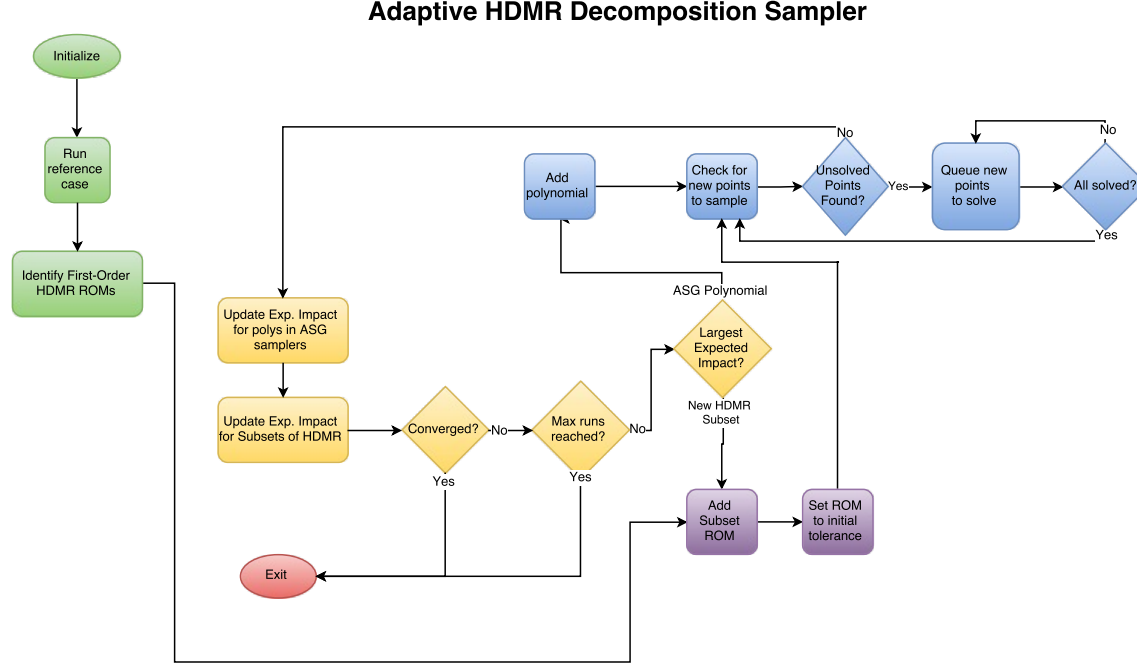 Adaptive HDMR Decomposition Sampler
Initialize
Run
reference
case
Identify First-Order
HDMR ROMs
No
No
Add
polynomial
Check for
new points
to sample
Unsolved
Points
Found?
Yes
Queue new
points
to solve
All solved?
Yes
ASG Polynomial
Update Exp. Impact
for polys in ASG
samplers
Largest
Expected
Impact?
Update Exp. Impact
for Subsets of HDMR
Converged?
No
Max runs
reached?
No
New HDMR
Subset
Yes
Yes
Add
Subset
ROM
Set ROM
to initial
tolerance
Exit